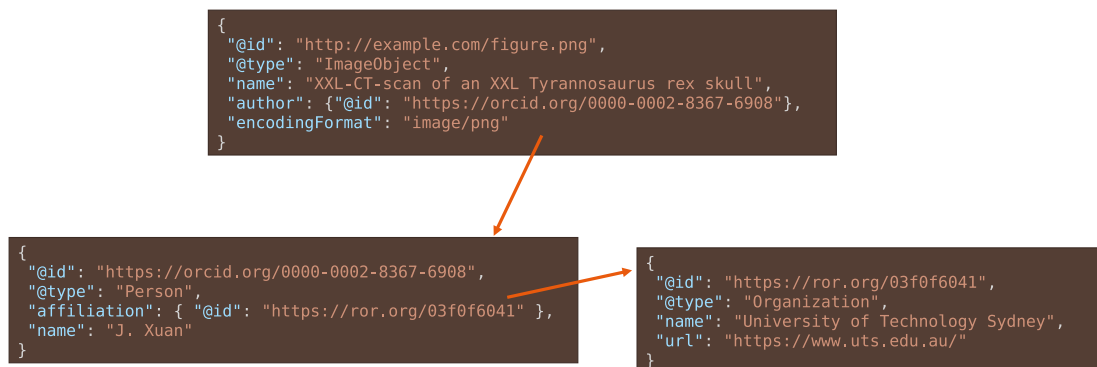 {
"@id": "http://example.com/figure.png",
"@type": "ImageObject",
"name": "XXL-CT-scan of an XXL Tyrannosaurus rex skull",
"author": {"@id": "https://orcid.org/0000-0002-8367-6908"},
"encodingFormat": "image/png"
}
{
"@id": "https://orcid.org/0000-0002-8367-6908",
"@type": "Person",
"affiliation": { "@id": "https://ror.org/03f0f6041" },
"name": "J. Xuan"
}
{
"@id": "https://ror.org/03f0f6041",
"@type": "Organization",
"name": "University of Technology Sydney",
"url": "https://www.uts.edu.au/"
}